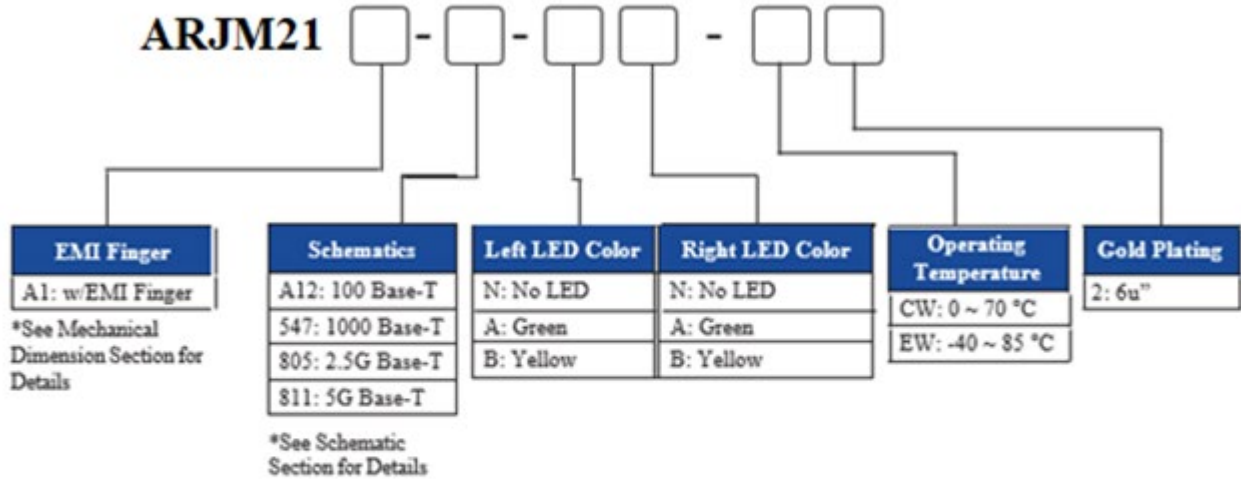 ARJM21 - - -
EMI Finger
A1: w/EMI Finger
*See Mechanical
Dimension Section for
Details
Schematics
A12: 100 Base-T
547: 1000 Base-T
805: 2.5G Base-T
811: 5G Base-T
*See Schematic
Section for Details
Left LED Color
N: No LED
A: Green
B: Yellow
Right LED Color
N: No LED
A: Green
B: Yellow
Operating
Temperature
CW: 0 ~ 70 °C
EW: -40 ~ 85 °C
Gold Plating
2: 6u”